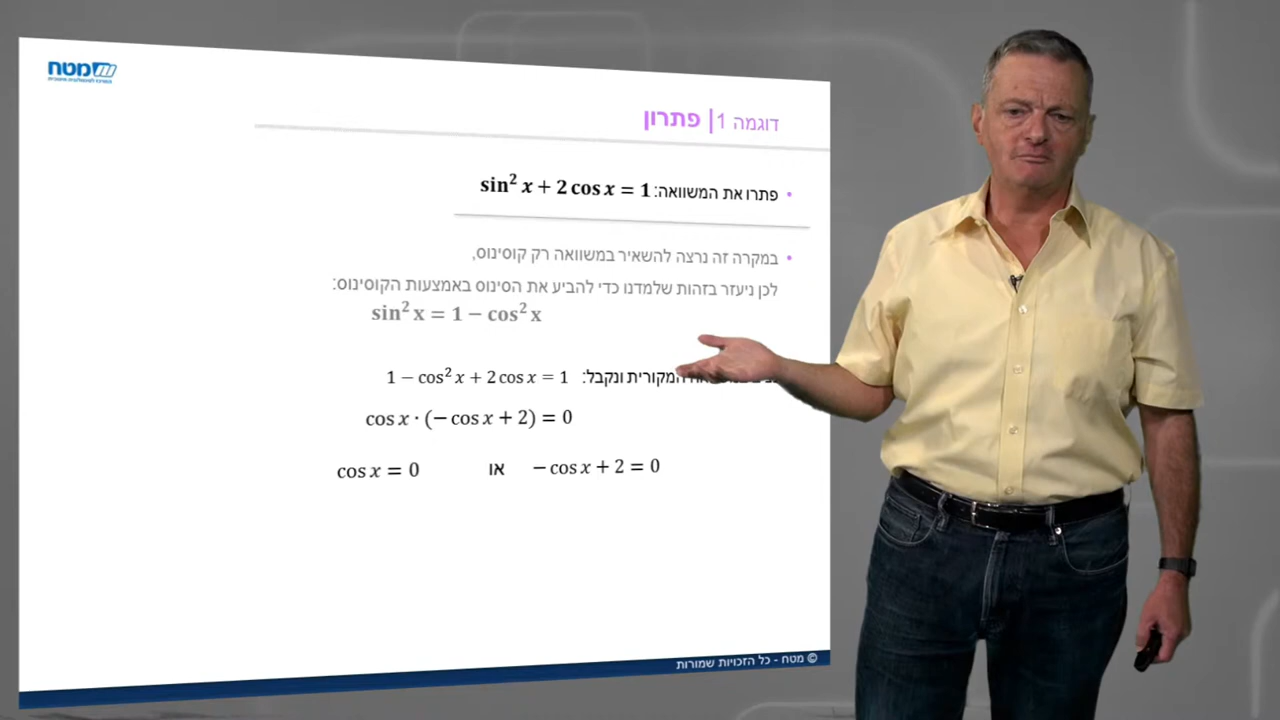 מטח
דוגמה 1| פתרון
• פתרו את המשוואה: sin² x + 2 cos x = 1
• במקרה זה נרצה להשאיר במשוואה רק קוסינוס,
לכן ניעזר בזהות שלמדנו כדי להביע את הסינוס באמצעות הקוסינוס:
sin² x = 1 − cos² x
המקורית ונקבל: 1 − cos² x + 2 cos x = 1
cos x · (− cos x + 2) = 0
cos x = 0 או − cos x + 2 = 0
© מטח - כל הזכויות שמורות